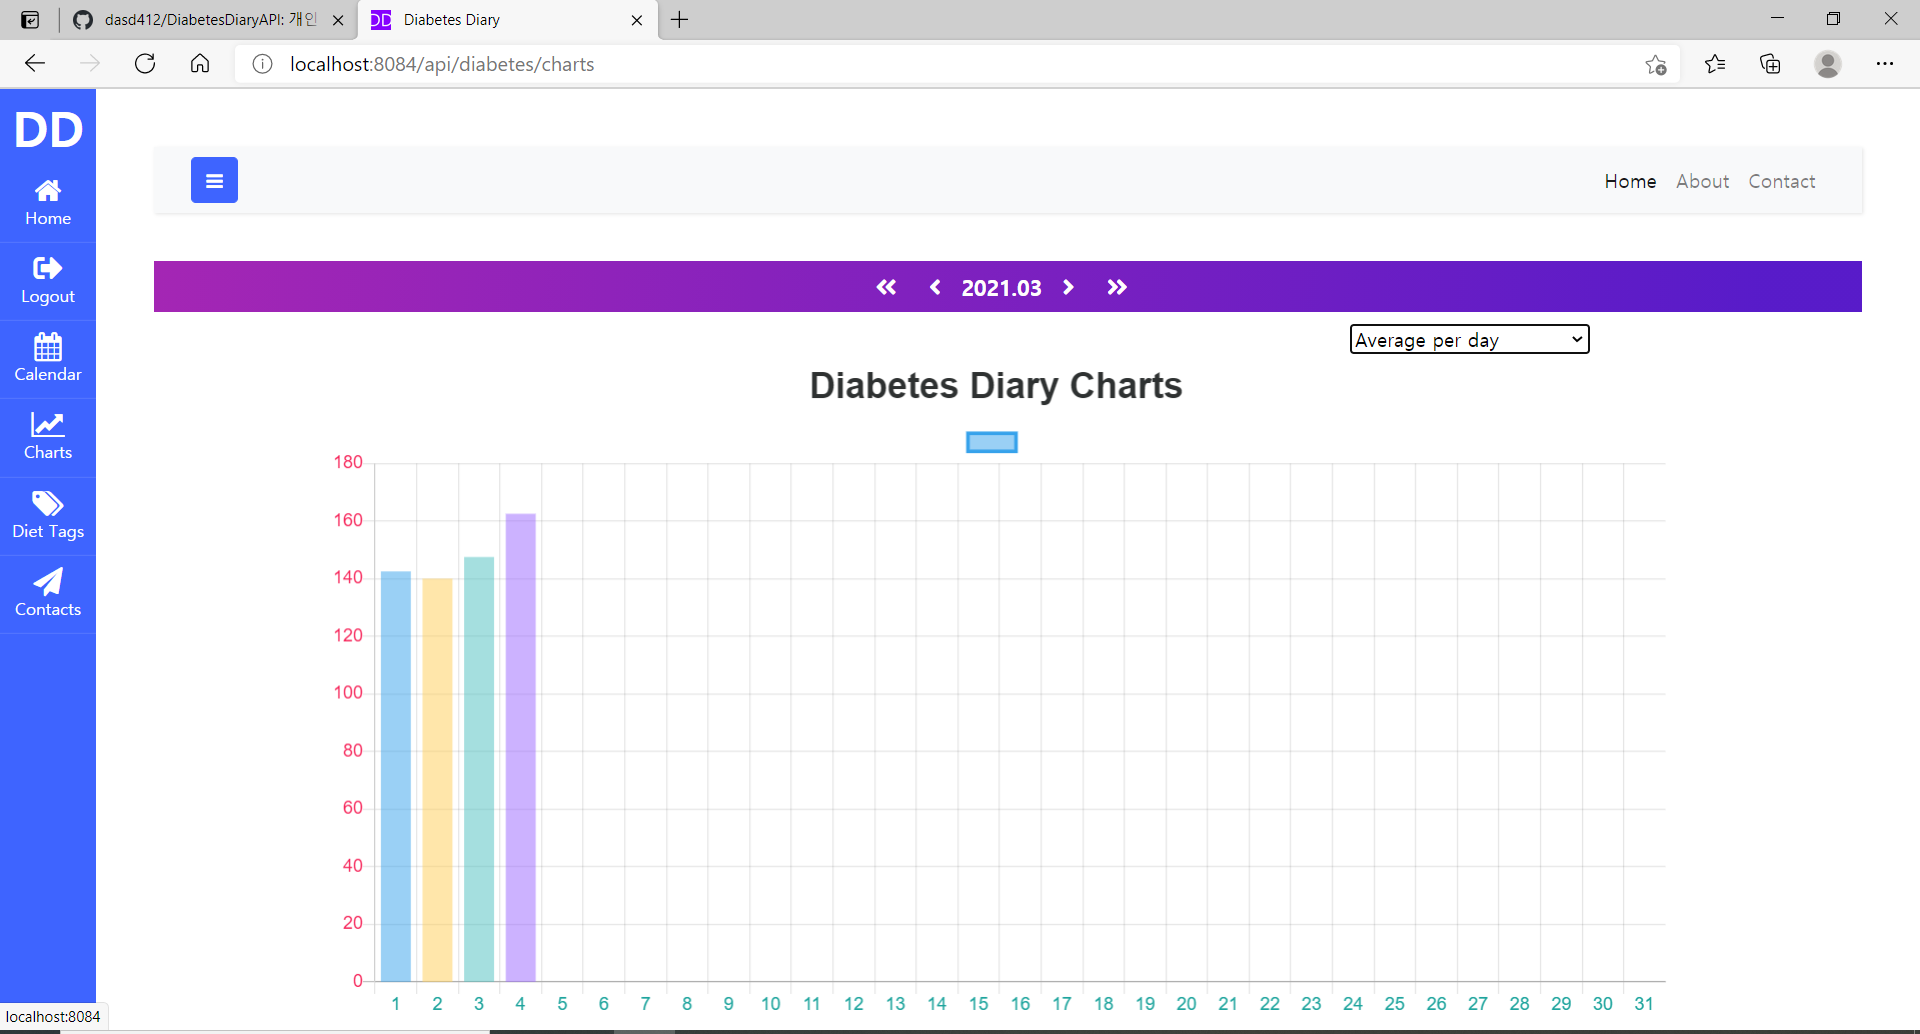 dasd412/DiabetesDiaryAPI: 개인
DD Diabetes Diary
localhost:8084/api/diabetes/charts
DD
Home
Logout
Calendar
Charts
Diet Tags
Contacts
Home About Contact
2021.03
Average per day
Diabetes Diary Charts
180
160
140
120
100
80
60
40
20
0
1 2 3 4 5 6 7 8 9 10 11 12 13 14 15 16 17 18 19 20 21 22 23 24 25 26 27 28 29 30 31
localhost:8084